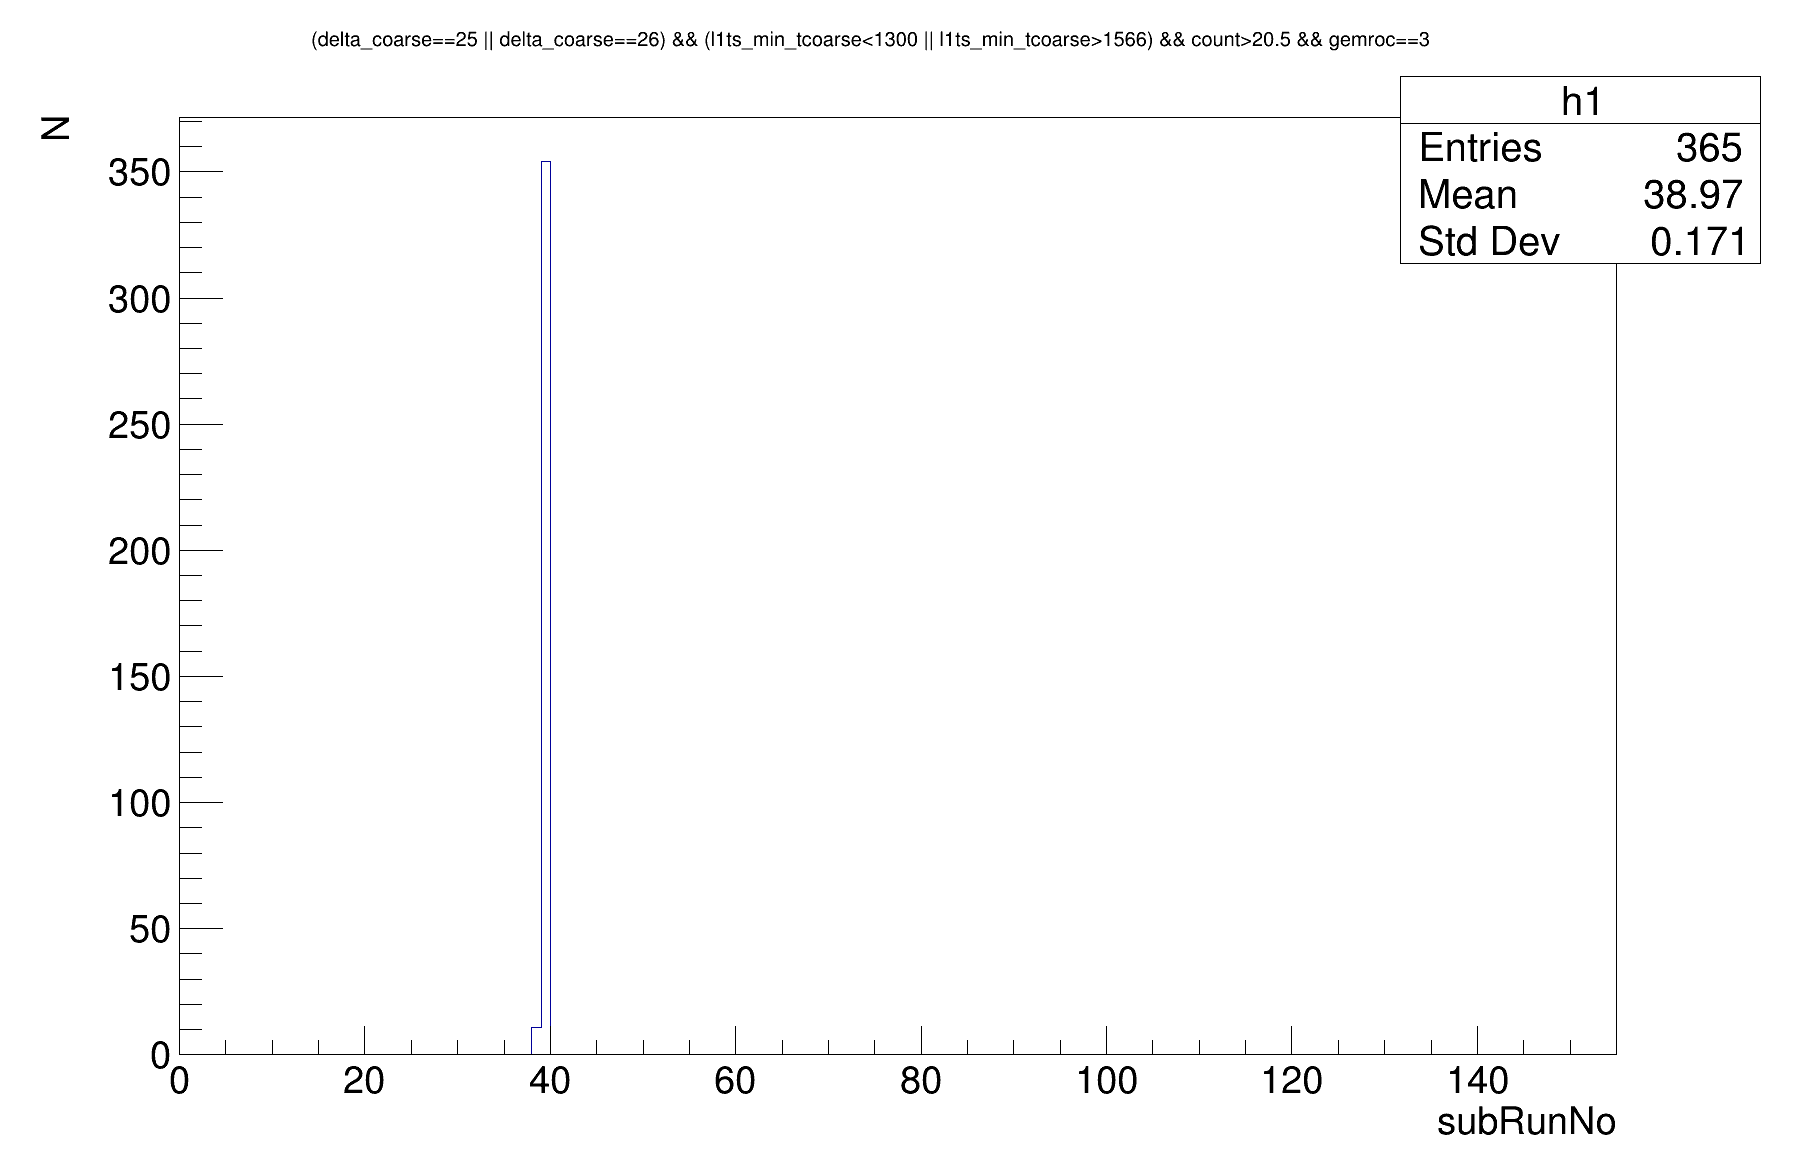 (delta_coarse==25 || delta_coarse==26) && (l1ts_min_tcoarse<1300 || l1ts_min_tcoarse>1566) && count>20.5 && gemroc==3
h1
Entries 365
Mean 38.97
Std Dev 0.171
N
350
300
250
200
150
100
50
0
0 20 40 60 80 100 120 140
subRunNo